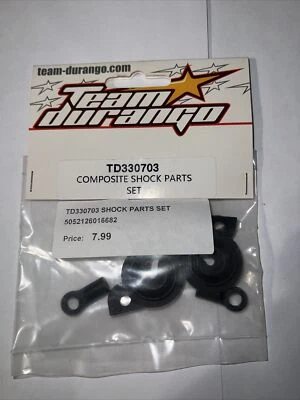 team-durango.com
Team
durango
TD330703
COMPOSITE SHOCK PARTS
SET
TD330703 SHOCK PARTS SET
5052126016682
Price: 7.99